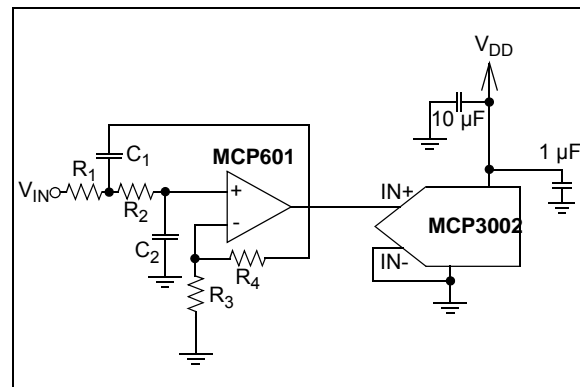 V_DD
10 µF
C_1
MCP601
1 µF
R_1
V_IN
R_2
+
IN+
-
MCP3002
C_2
IN-
R_4
R_3